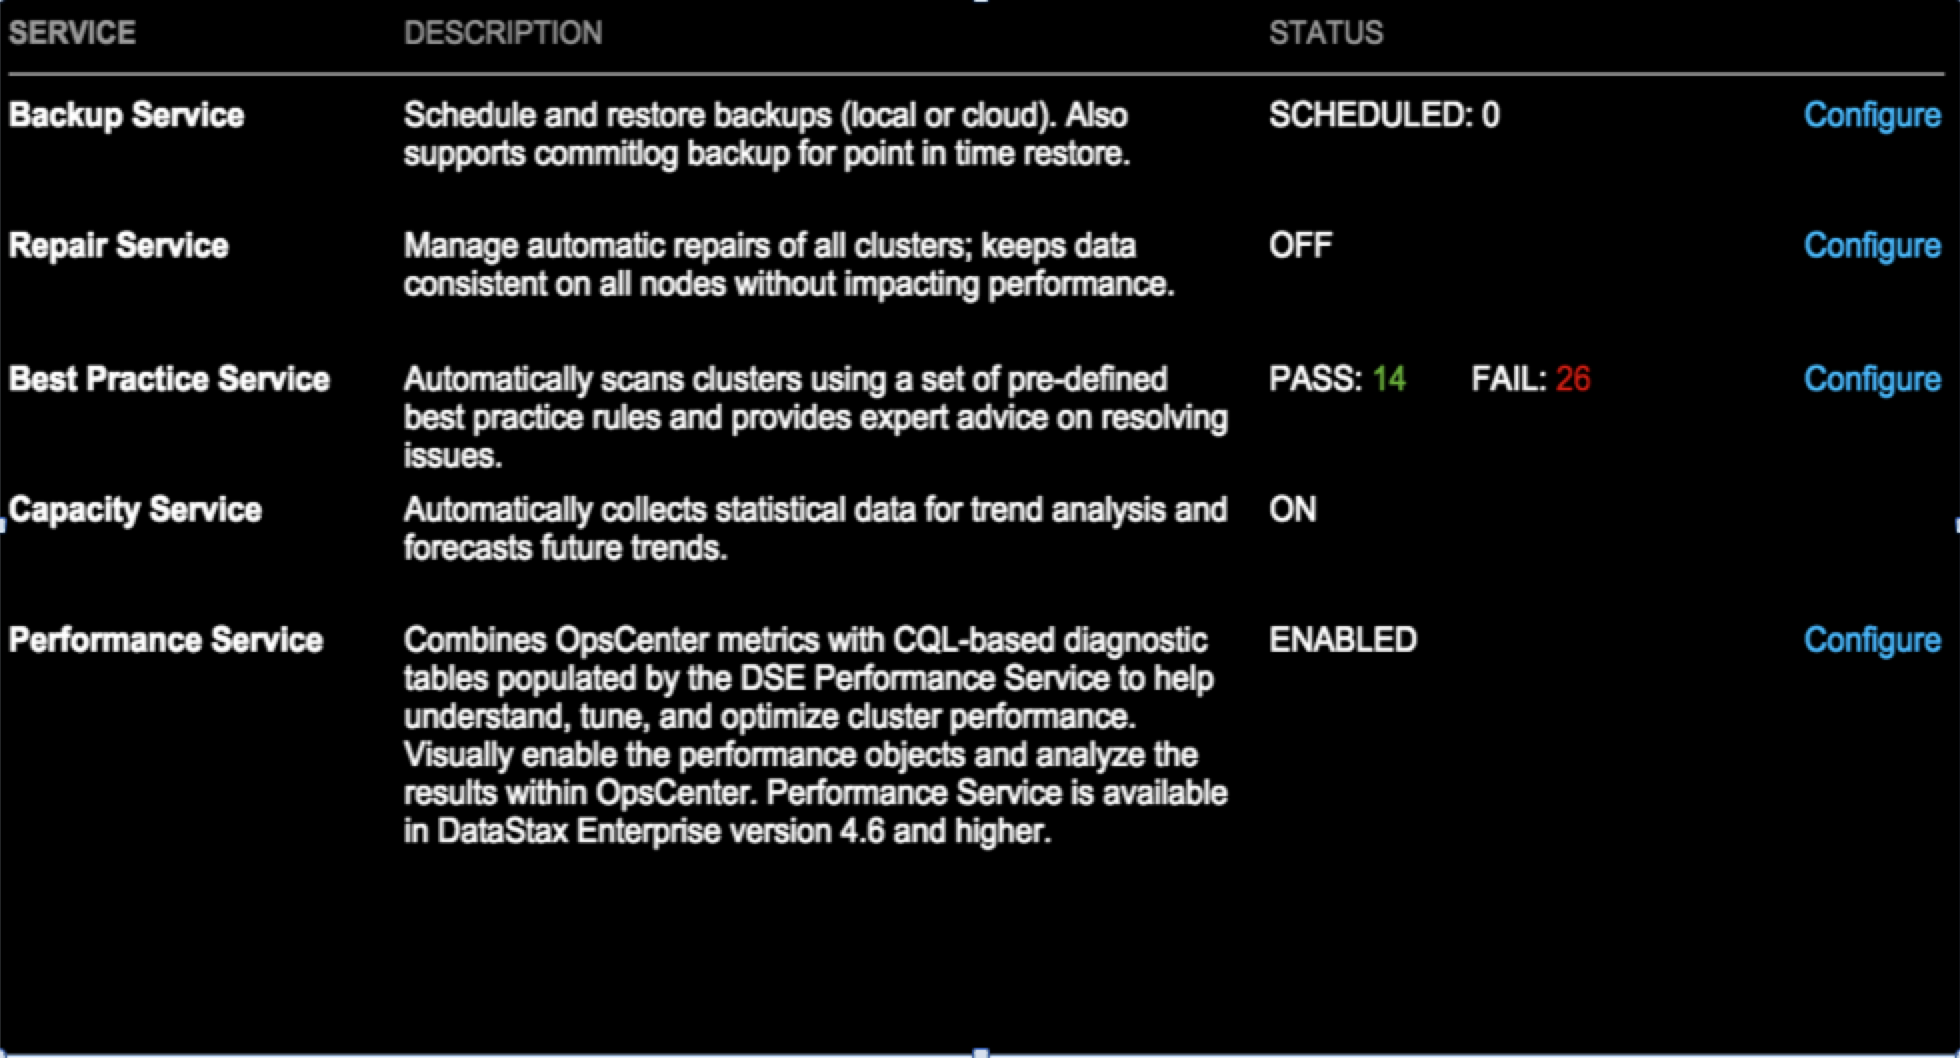 SERVICE DESCRIPTION STATUS
Backup Service Schedule and restore backups (local or cloud). Also SCHEDULED: 0 Configure
supports commitlog backup for point in time restore.
Repair Service Manage automatic repairs of all clusters; keeps data OFF Configure
consistent on all nodes without impacting performance.
Best Practice Service Automatically scans clusters using a set of pre-defined PASS: 14 FAIL: 26 Configure
best practice rules and provides expert advice on resolving
issues.
Capacity Service Automatically collects statistical data for trend analysis and ON
forecasts future trends.
Performance Service Combines OpsCenter metrics with CQL-based diagnostic ENABLED Configure
tables populated by the DSE Performance Service to help
understand, tune, and optimize cluster performance.
Visually enable the performance objects and analyze the
results within OpsCenter. Performance Service is available
in DataStax Enterprise version 4.6 and higher.